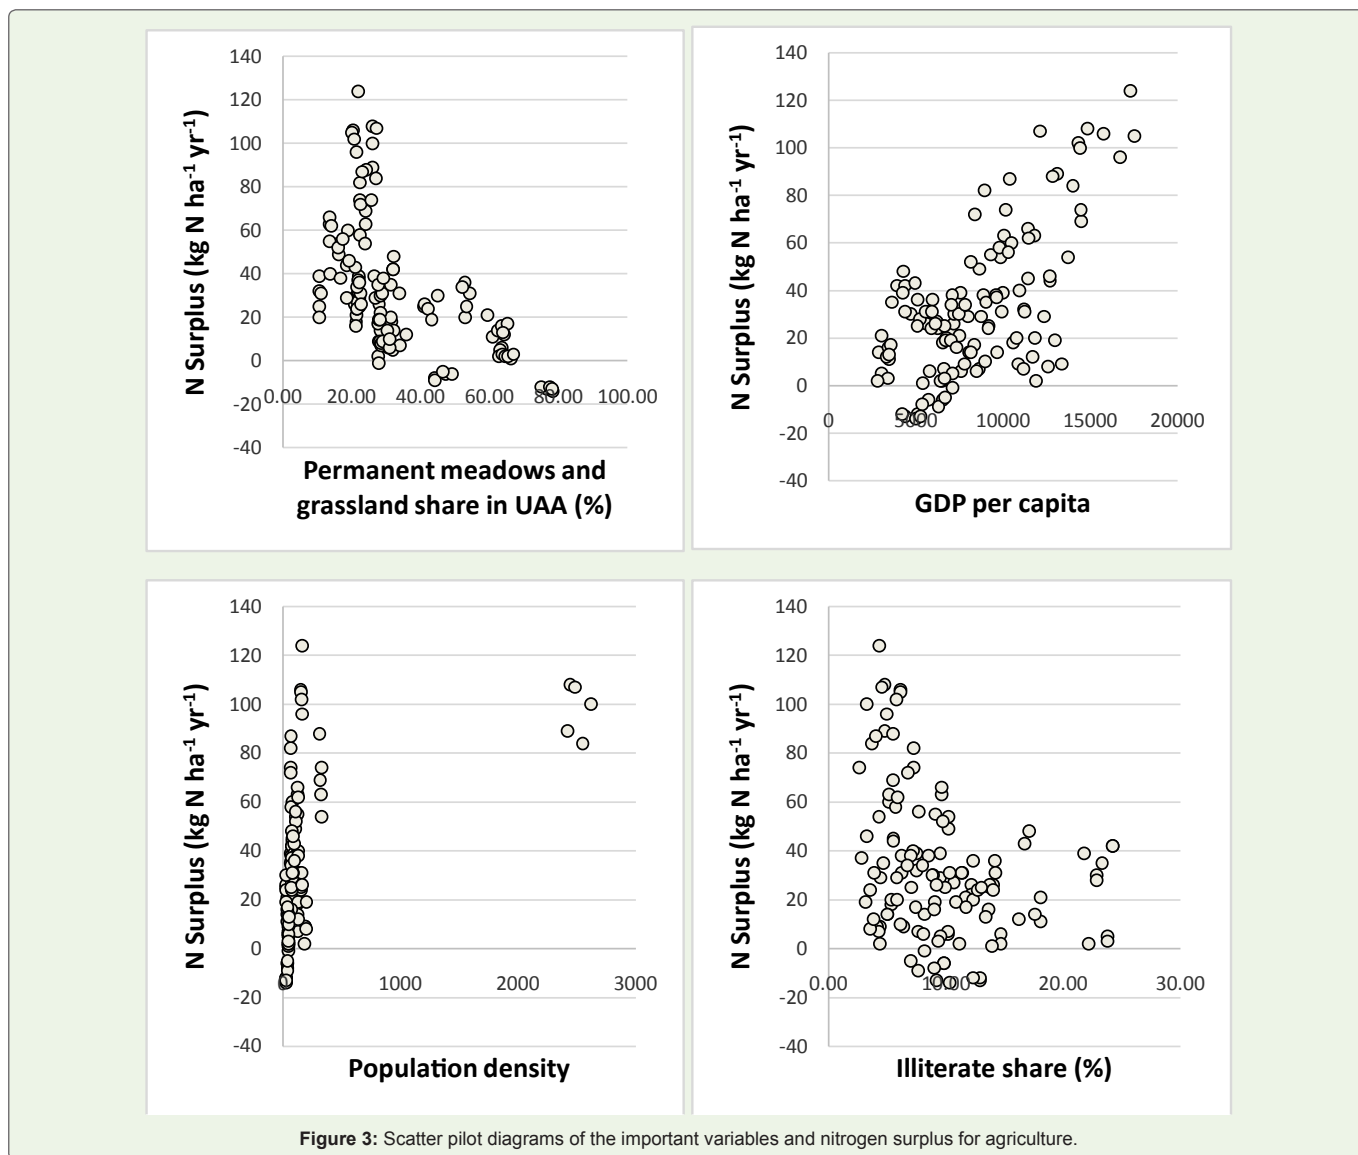 140
120
100
80
60
40
20
0
-20
-40
0.00 20.00 40.00 60.00 80.00 100.00
N Surplus (kg N ha⁻¹ yr⁻¹)
Permanent meadows and
grassland share in UAA (%)
140
120
100
80
60
40
20
0
-20
-40
0 5000 10000 15000 20000
N Surplus (kg N ha⁻¹ yr⁻¹)
GDP per capita
140
120
100
80
60
40
20
0
-20
-40
0 1000 2000 3000
N Surplus (kg N ha⁻¹ yr⁻¹)
Population density
140
120
100
80
60
40
20
0
-20
-40
0.00 10.00 20.00 30.00
N Surplus (kg N ha⁻¹ yr⁻¹)
Illiterate share (%)
Figure 3: Scatter pilot diagrams of the important variables and nitrogen surplus for agriculture.